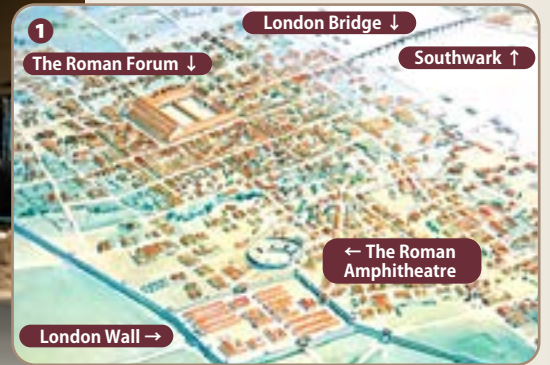 1
London Bridge ↓
The Roman Forum ↓
Southwark ↑
← The Roman
Amphitheatre
London Wall →